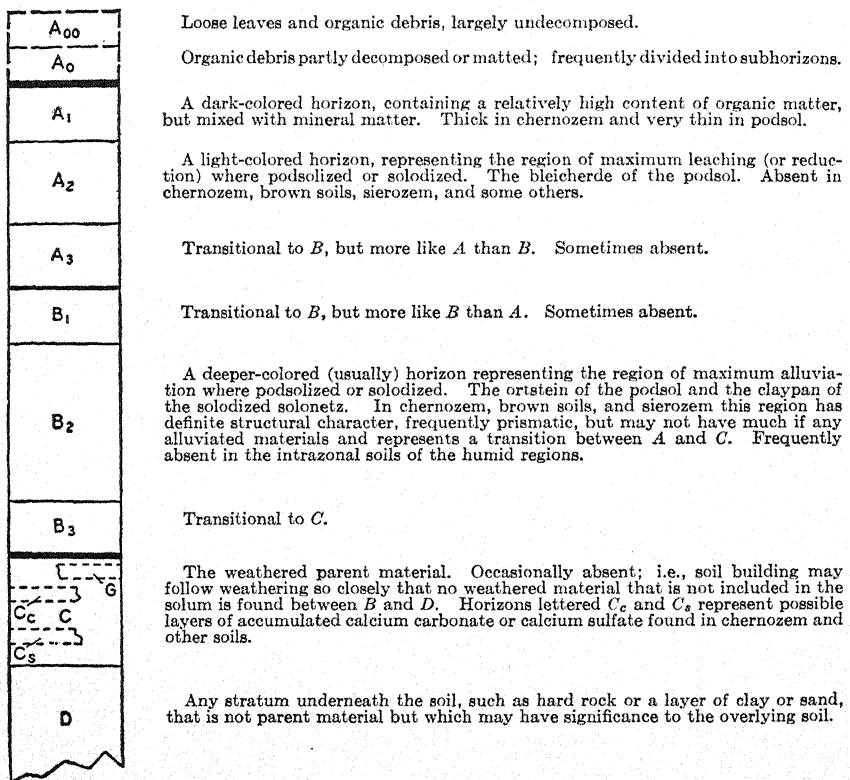 A₀₀
Loose leaves and organic debris, largely undecomposed.
A₀
Organic debris partly decomposed or matted; frequently divided into subhorizons.
A₁
A dark-colored horizon, containing a relatively high content of organic matter,
but mixed with mineral matter. Thick in chernozem and very thin in podsol.
A₂
A light-colored horizon, representing the region of maximum leaching (or reduc-
tion) where podsolized or solodized. The bleicherde of the podsol. Absent in
chernozem, brown soils, sierozem, and some others.
A₃
Transitional to B, but more like A than B. Sometimes absent.
B₁
Transitional to B, but more like B than A. Sometimes absent.
B₂
A deeper-colored (usually) horizon representing the region of maximum alluvia-
tion where podsolized or solodized. The ortstein of the podsol and the claypan of
the solodized solonetz. In chernozem, brown soils, and sierozem this region has
definite structural character, frequently prismatic, but may not have much if any
alluviated materials and represents a transition between A and C. Frequently
absent in the intrazonal soils of the humid regions.
B₃
Transitional to C.
G
C_c C
C_s
The weathered parent material. Occasionally absent; i.e., soil building may
follow weathering so closely that no weathered material that is not included in the
solum is found between B and D. Horizons lettered C_c and C_s represent possible
layers of accumulated calcium carbonate or calcium sulfate found in chernozem and
other soils.
D
Any stratum underneath the soil, such as hard rock or a layer of clay or sand,
that is not parent material but which may have significance to the overlying soil.